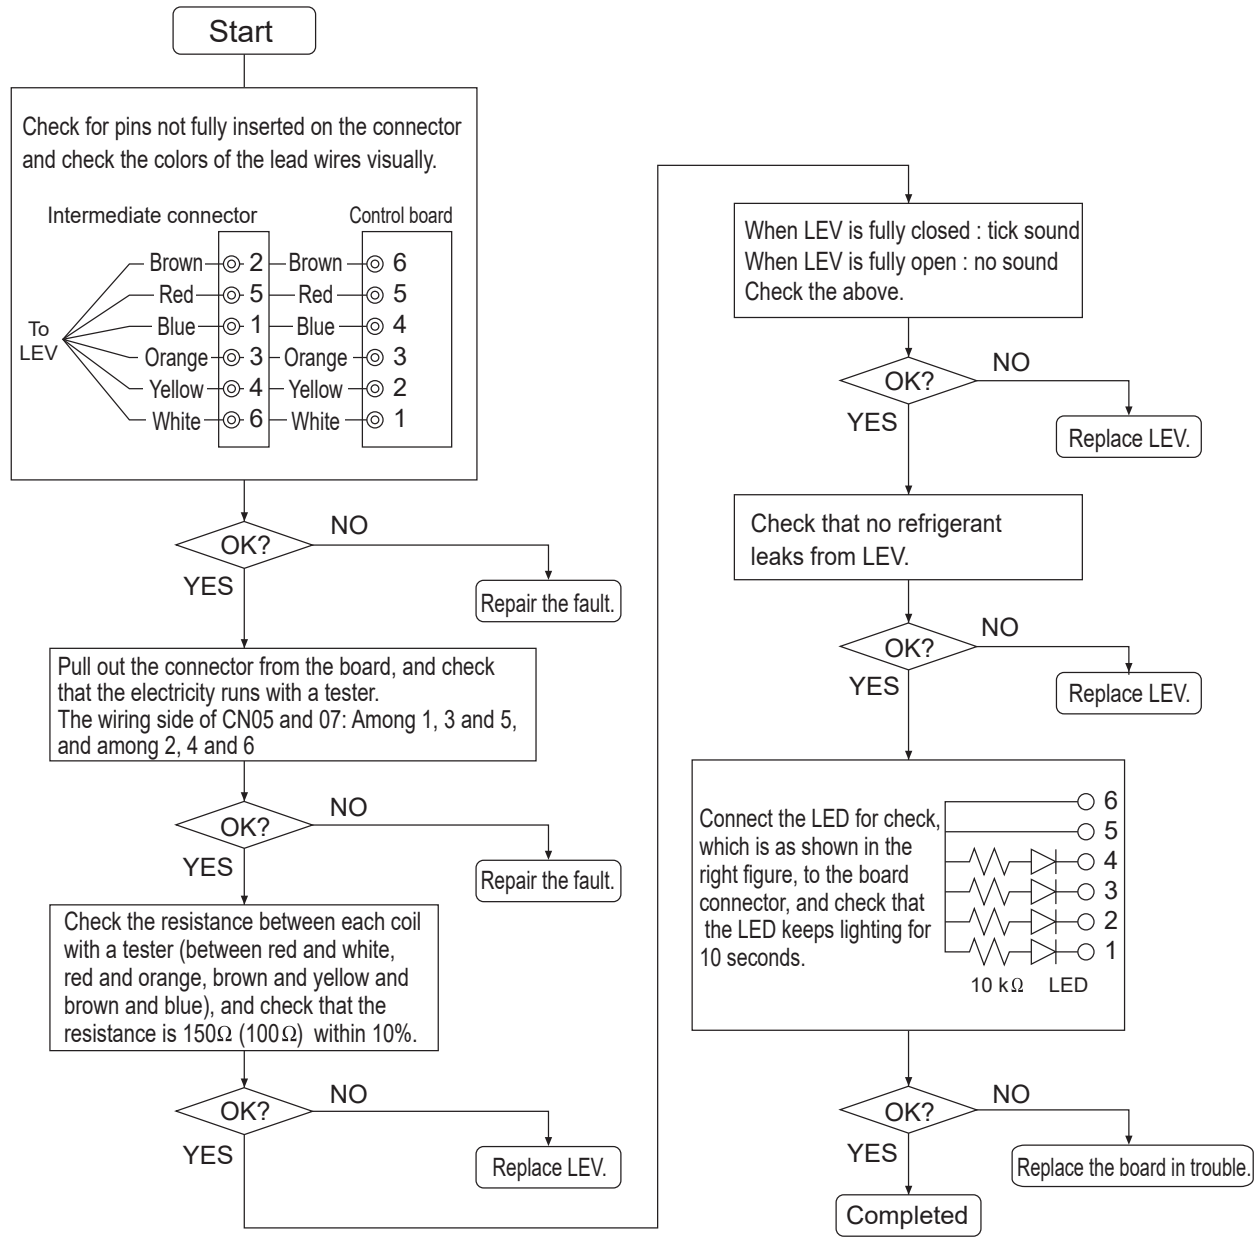 Start
Check for pins not fully inserted on the connector
and check the colors of the lead wires visually.
Intermediate connector Control board
Brown 2 Brown 6
Red 5 Red 5
Blue 1 Blue 4
To
LEV
Orange 3 Orange 3
Yellow 4 Yellow 2
White 6 White 1
OK?
NO
YES
Repair the fault.
Pull out the connector from the board, and check
that the electricity runs with a tester.
The wiring side of CN05 and 07: Among 1, 3 and 5,
and among 2, 4 and 6
OK?
NO
YES
Repair the fault.
Check the resistance between each coil
with a tester (between red and white,
red and orange, brown and yellow and
brown and blue), and check that the
resistance is 150Ω (100Ω) within 10%.
OK?
NO
YES
Replace LEV.
When LEV is fully closed : tick sound
When LEV is fully open : no sound
Check the above.
OK?
NO
YES
Replace LEV.
Check that no refrigerant
leaks from LEV.
OK?
NO
YES
Replace LEV.
Connect the LED for check,
which is as shown in the
right figure, to the board
connector, and check that
the LED keeps lighting for
10 seconds.
6
5
4
3
2
1
10 kΩ LED
OK?
NO
YES
Replace the board in trouble.
Completed